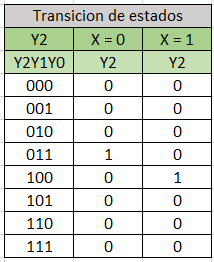 Transicion de estados
Y2 X = 0 X = 1
Y2Y1Y0 Y2 Y2
000 0 0
001 0 0
010 0 0
011 1 0
100 0 1
101 0 0
110 0 0
111 0 0